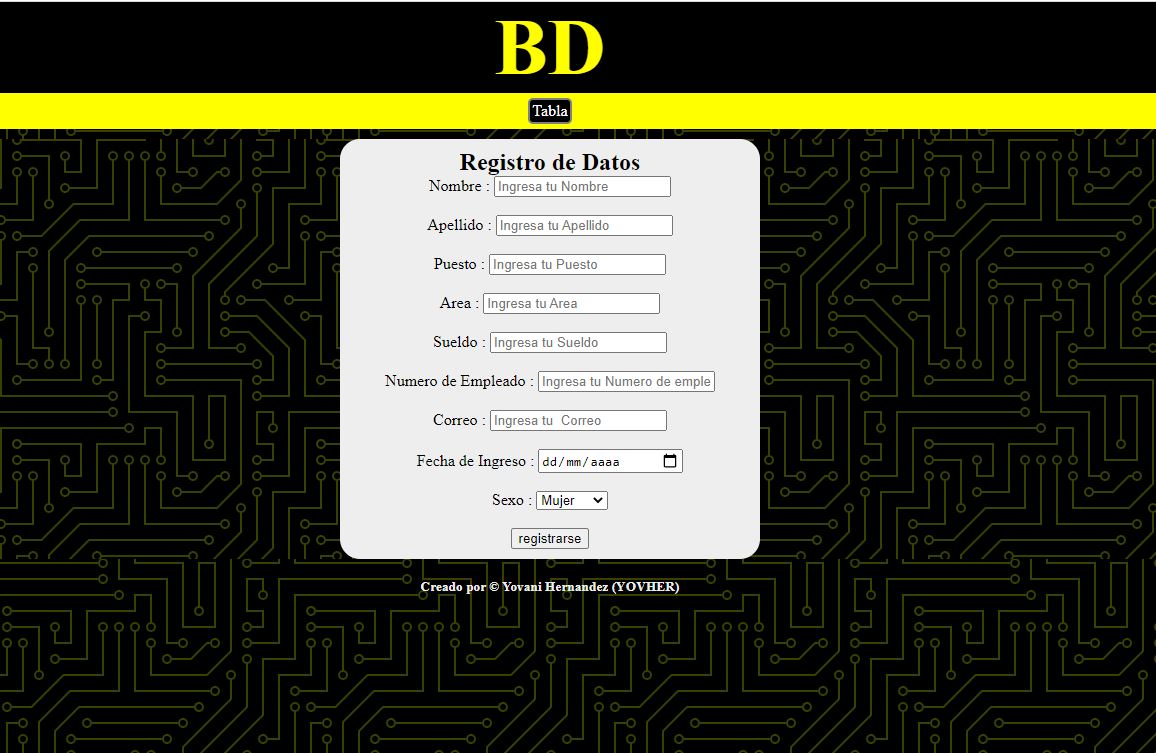 BD
Tabla
Registro de Datos
Nombre : Ingresa tu Nombre
Apellido : Ingresa tu Apellido
Puesto : Ingresa tu Puesto
Area : Ingresa tu Area
Sueldo : Ingresa tu Sueldo
Numero de Empleado : Ingresa tu Numero de emple
Correo : Ingresa tu  Correo
Fecha de Ingreso : dd/mm/aaaa
Sexo : Mujer
registrarse
Creado por © Yovani Hernandez (YOVHER)